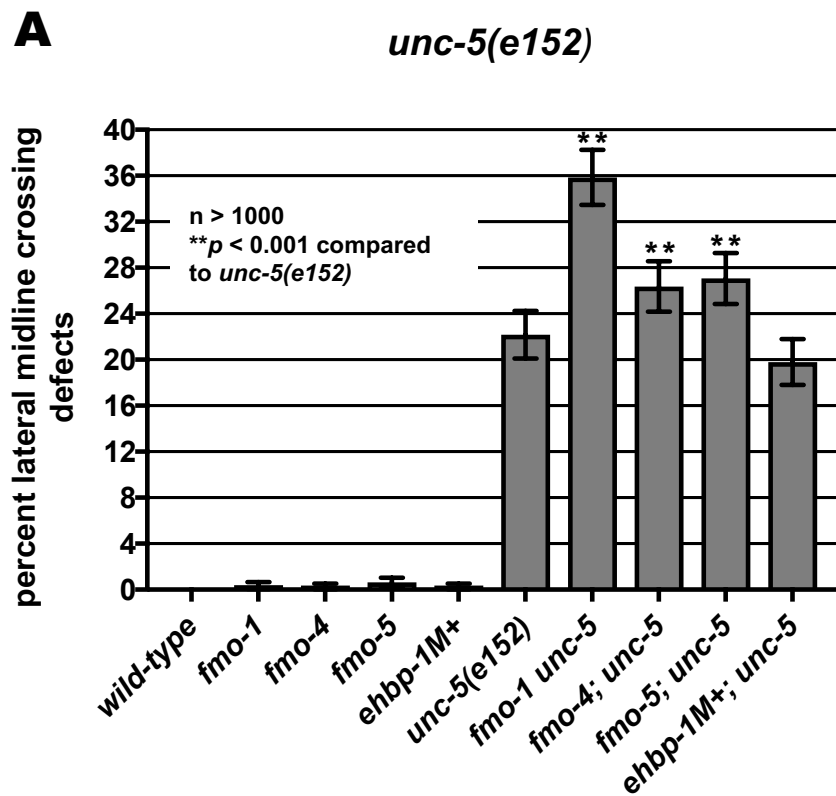 A
unc-5(e152)
percent lateral midline crossing
defects
40
36
32
28
24
20
16
12
8
4
0
n > 1000
**p < 0.001 compared
to unc-5(e152)
**
**
**
wild-type
fmo-1
fmo-4
fmo-5
ehbp-1M+
unc-5(e152)
fmo-1 unc-5
fmo-4; unc-5
fmo-5; unc-5
ehbp-1M+; unc-5